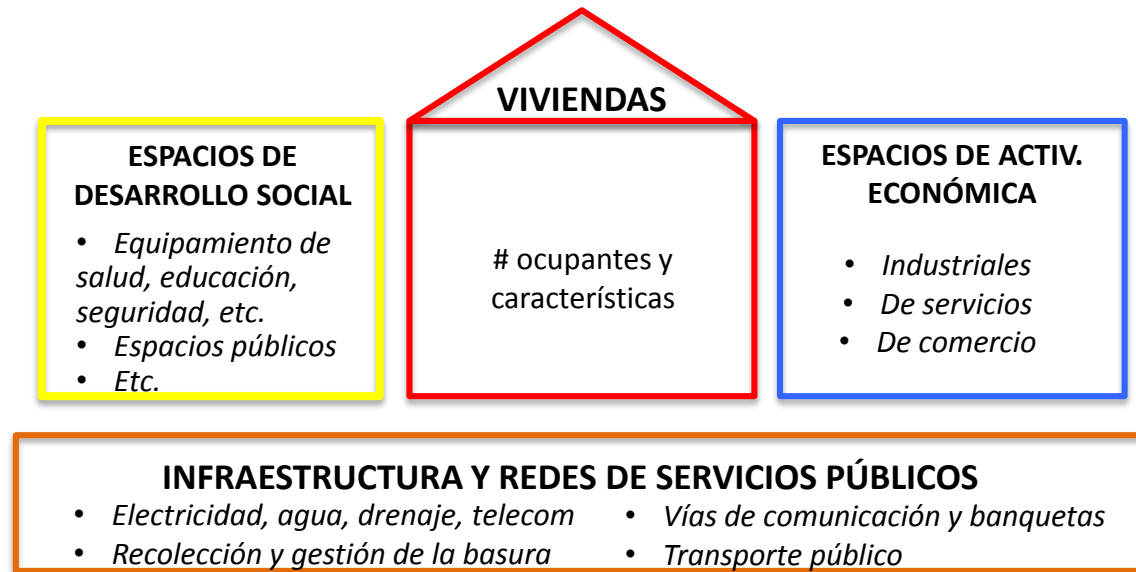 VIVIENDAS
ESPACIOS DE
DESARROLLO SOCIAL
• Equipamiento de
salud, educación,
seguridad, etc.
• Espacios públicos
• Etc.
# ocupantes y
características
ESPACIOS DE ACTIV.
ECONÓMICA
• Industriales
• De servicios
• De comercio
INFRAESTRUCTURA Y REDES DE SERVICIOS PÚBLICOS
• Electricidad, agua, drenaje, telecom
• Recolección y gestión de la basura
• Vías de comunicación y banquetas
• Transporte público